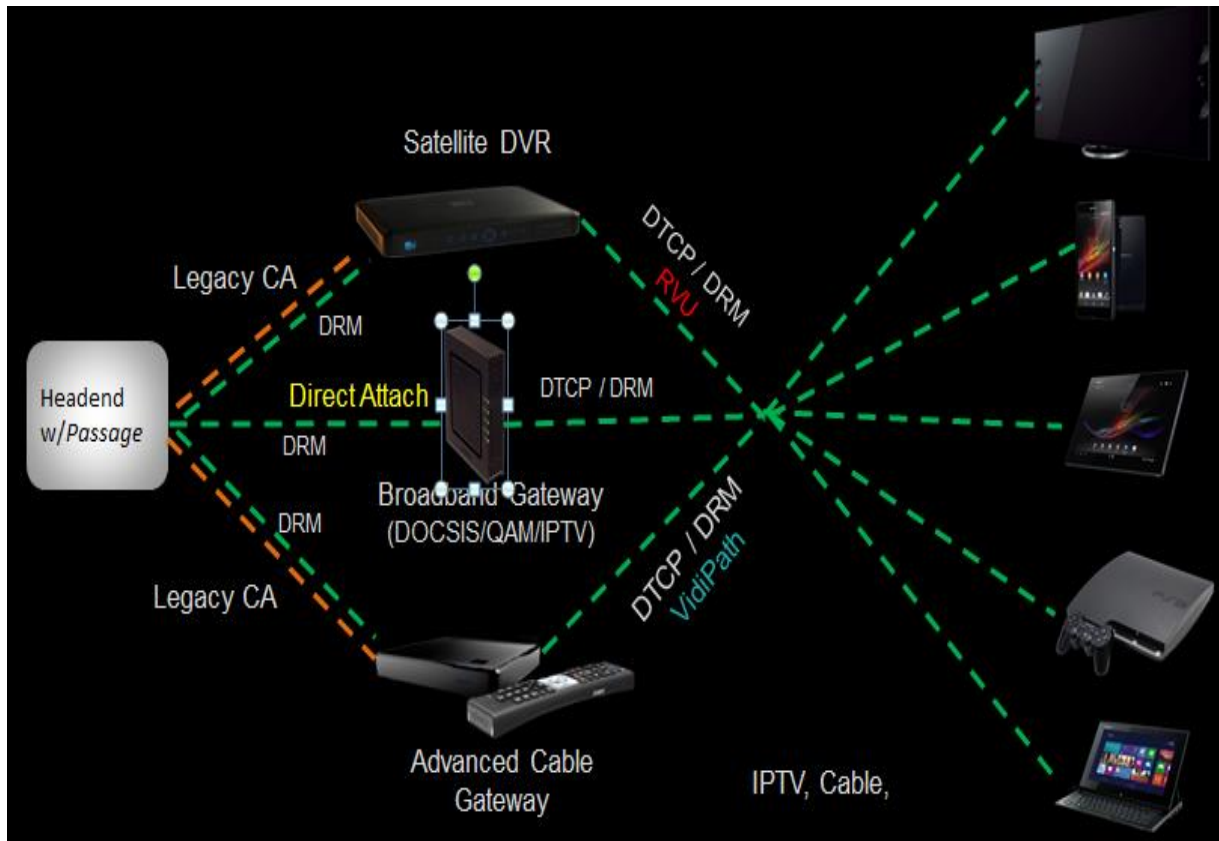 Satellite DVR
Legacy CA
DRM
DTCP / DRM
RVU
Headend
w/Passage
Direct Attach
DRM
DTCP / DRM
Broadband Gateway
(DOCSIS/QAM/IPTV)
DRM
Legacy CA
DTCP / DRM
VidiPath
Advanced Cable
Gateway
IPTV, Cable,